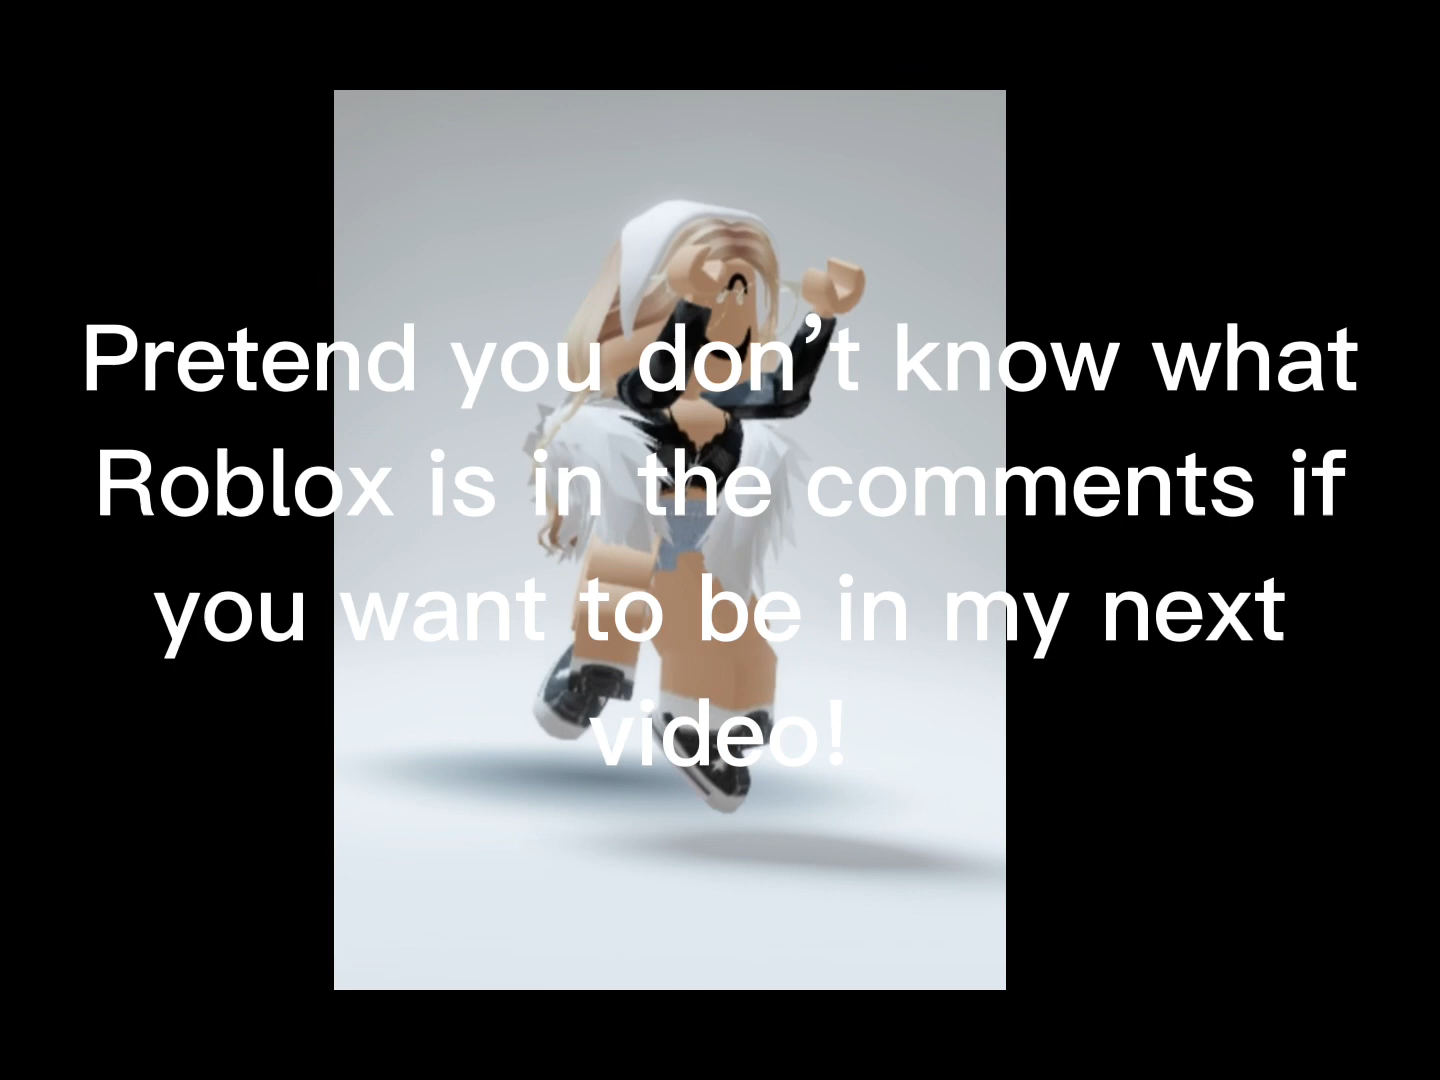 Pretend you don’t know what
Roblox is in the comments if
you want to be in my next
video!